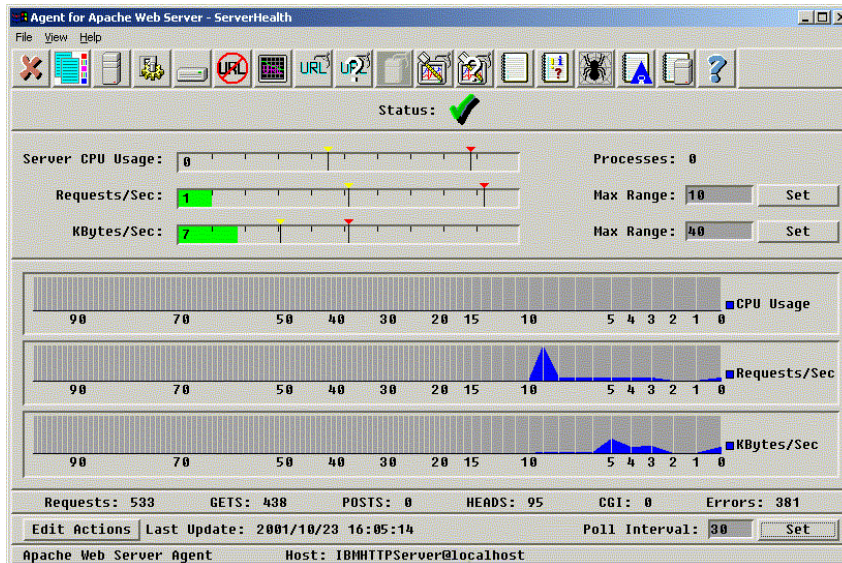 Agent for Apache Web Server - ServerHealth
File View Help
URL URL
Status:
Server CPU Usage: 0 Processes: 0
Requests/Sec: 1 Max Range: 10 Set
KBytes/Sec: 7 Max Range: 40 Set
90 70 50 40 30 20 15 10 5 4 3 2 1 0 CPU Usage
90 70 50 40 30 20 15 10 5 4 3 2 1 0 Requests/Sec
90 70 50 40 30 20 15 10 5 4 3 2 1 0 KBytes/Sec
Requests: 533 GETS: 438 POSTS: 0 HEADS: 95 CGI: 0 Errors: 381
Edit Actions Last Update: 2001/10/23 16:05:14 Poll Interval: 30 Set
Apache Web Server Agent Host: IBMHTTPServer@localhost